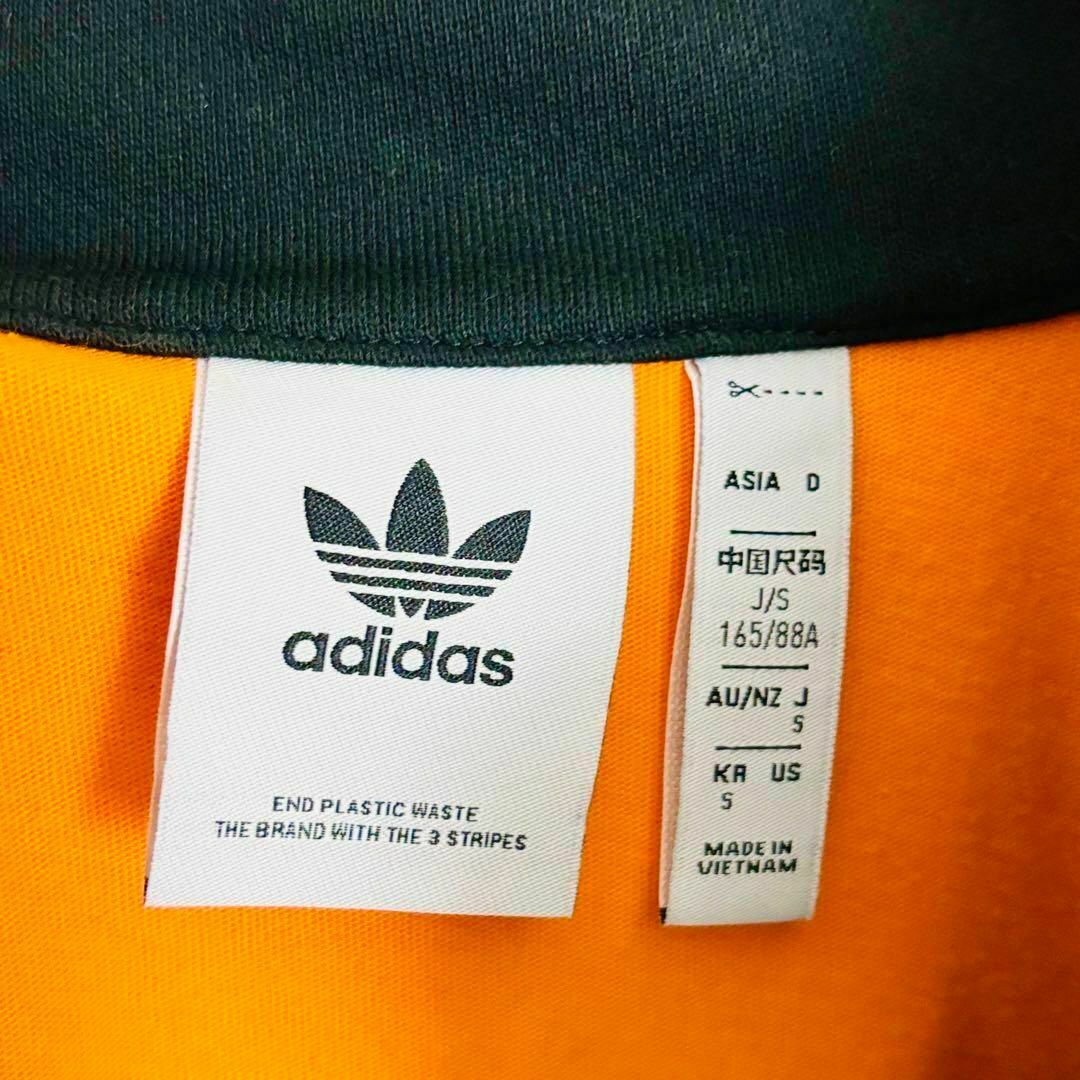 adidas
END PLASTIC WASTE
THE BRAND WITH THE 3 STRIPES
ASIA D
中国尺码
J/S
165/88A
AU/NZ J
S
KR US
S
MADE IN
VIETNAM